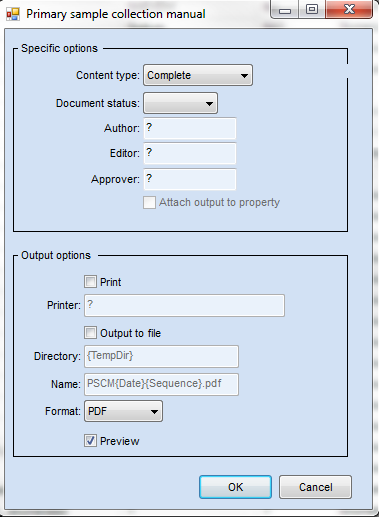 Primary sample collection manual
Specific options
Content type: Complete
Document status:
Author: ?
Editor: ?
Approver: ?
Attach output to property
Output options
Print
Printer: ?
Output to file
Directory: {TempDir}
Name: PSCM{Date}{Sequence}.pdf
Format: PDF
Preview
OK Cancel